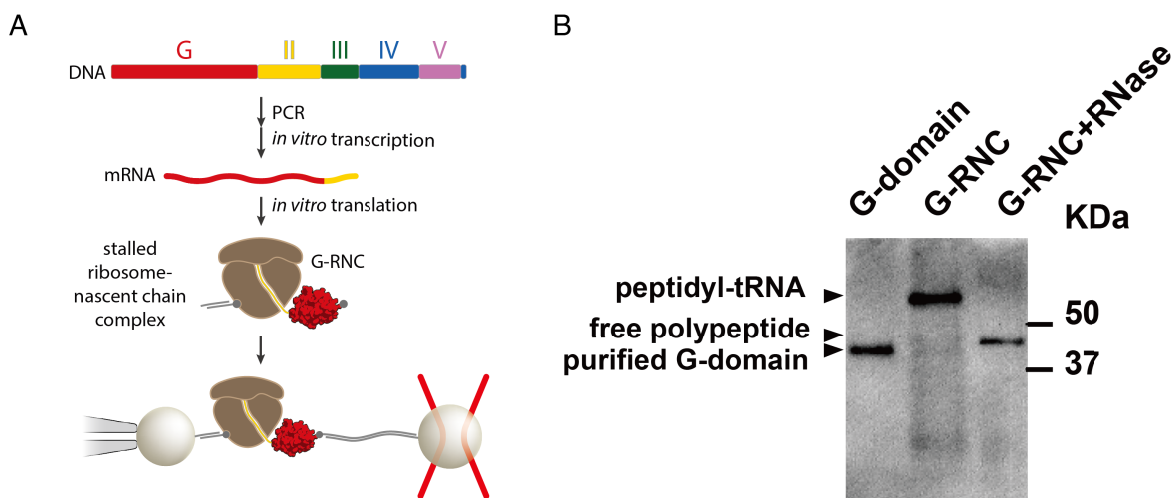 A
G II III IV V
DNA
PCR
in vitro transcription
mRNA
in vitro translation
stalled
ribosome-
nascent chain
complex
G-RNC
B
G-domain
G-RNC
G-RNC+RNase
KDa
peptidyl-tRNA
free polypeptide
purified G-domain
50
37